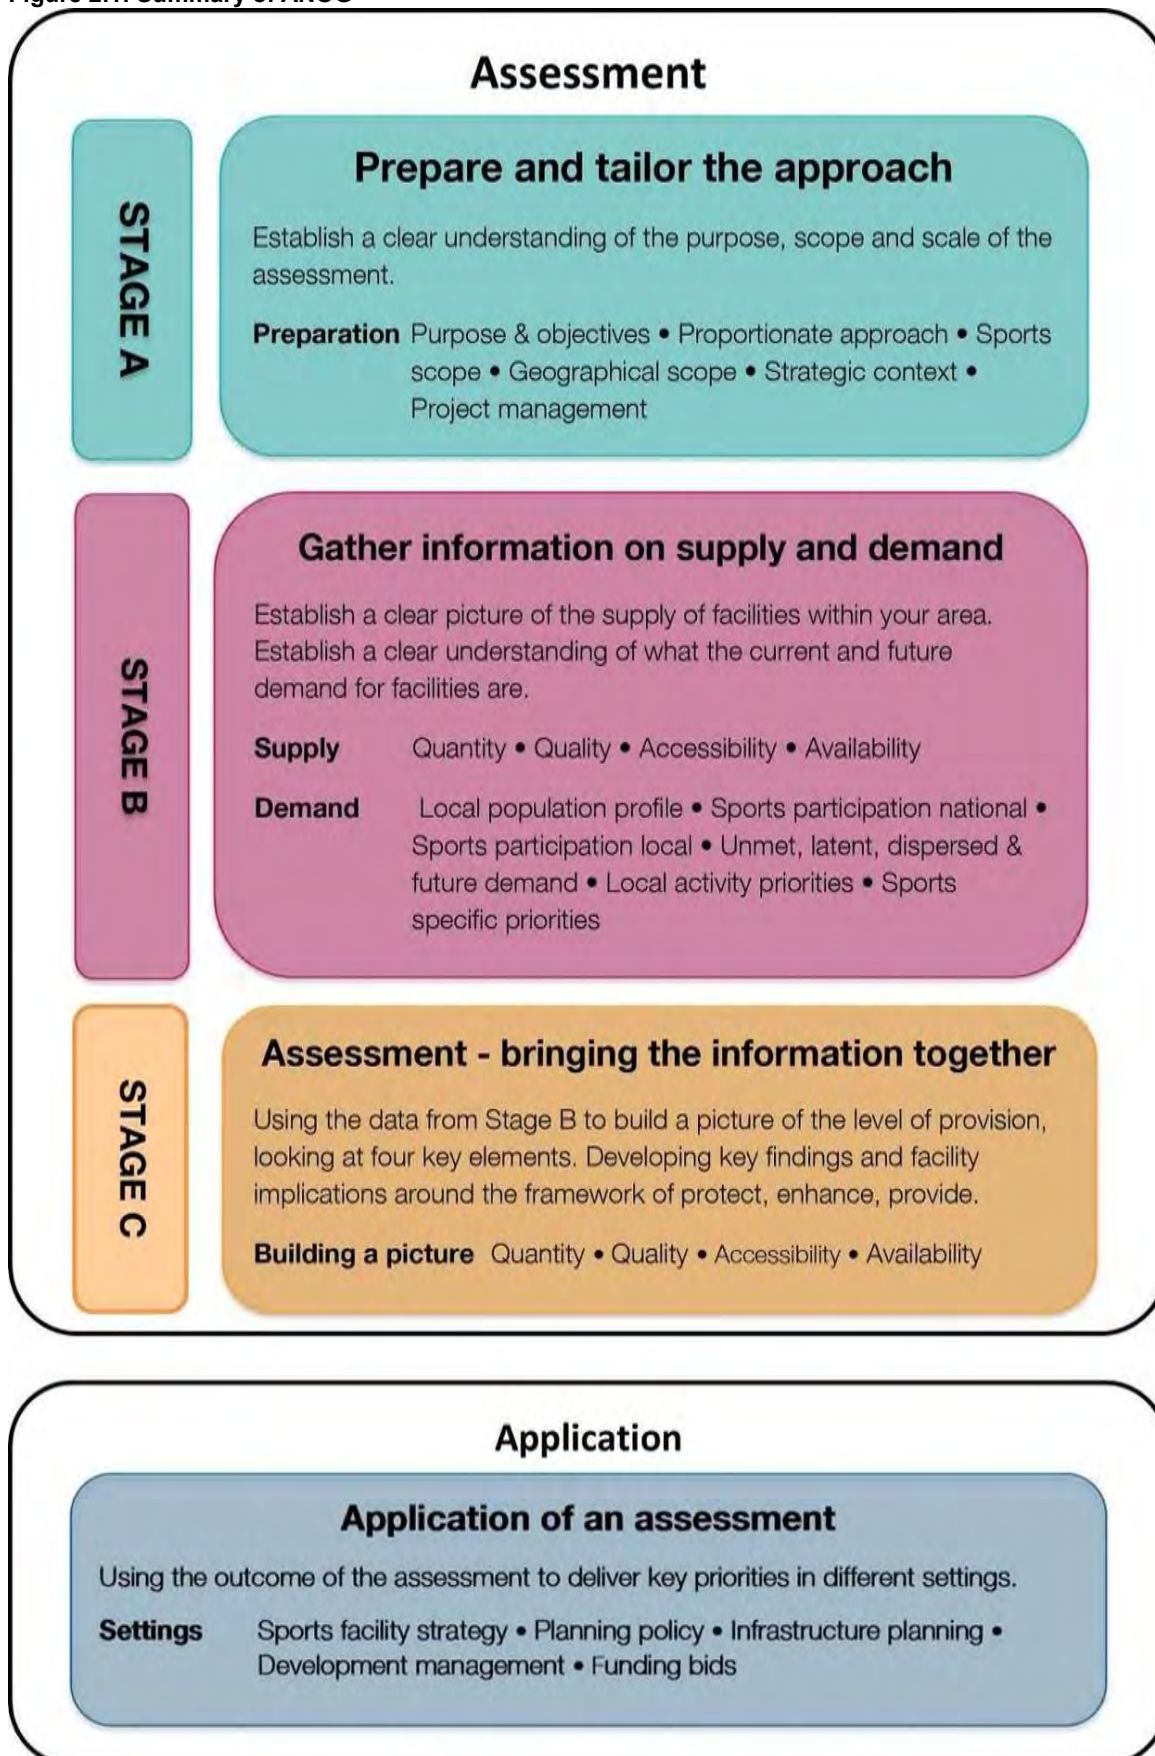 Assessment
STAGE A
Prepare and tailor the approach
Establish a clear understanding of the purpose, scope and scale of the
assessment.
Preparation Purpose & objectives • Proportionate approach • Sports
scope • Geographical scope • Strategic context •
Project management
STAGE B
Gather information on supply and demand
Establish a clear picture of the supply of facilities within your area.
Establish a clear understanding of what the current and future
demand for facilities are.
Supply Quantity • Quality • Accessibility • Availability
Demand Local population profile • Sports participation national •
Sports participation local • Unmet, latent, dispersed &
future demand • Local activity priorities • Sports
specific priorities
STAGE C
Assessment - bringing the information together
Using the data from Stage B to build a picture of the level of provision,
looking at four key elements. Developing key findings and facility
implications around the framework of protect, enhance, provide.
Building a picture Quantity • Quality • Accessibility • Availability
Application
Application of an assessment
Using the outcome of the assessment to deliver key priorities in different settings.
Settings Sports facility strategy • Planning policy • Infrastructure planning •
Development management • Funding bids